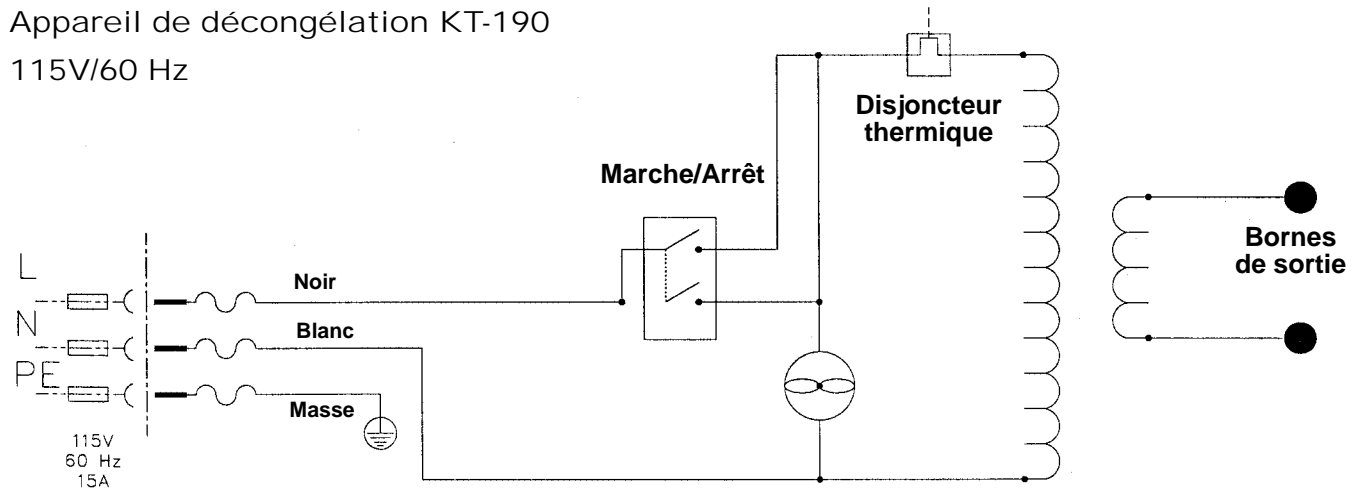 Appareil de décongélation KT-190
115V/60 Hz
Disjoncteur
thermique
Marche/Arrêt
Bornes
de sortie
L
Noir
N
Blanc
PE
Masse
115V
60 Hz
15A